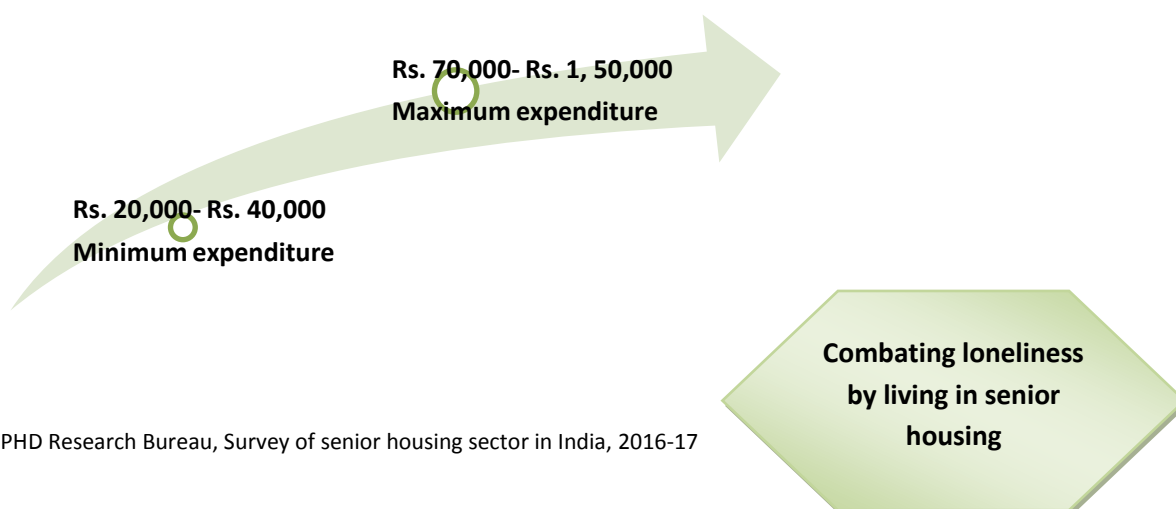 Rs. 70,000- Rs. 1, 50,000
Maximum expenditure
Rs. 20,000- Rs. 40,000
Minimum expenditure
Combating loneliness
by living in senior
housing
PHD Research Bureau, Survey of senior housing sector in India, 2016-17